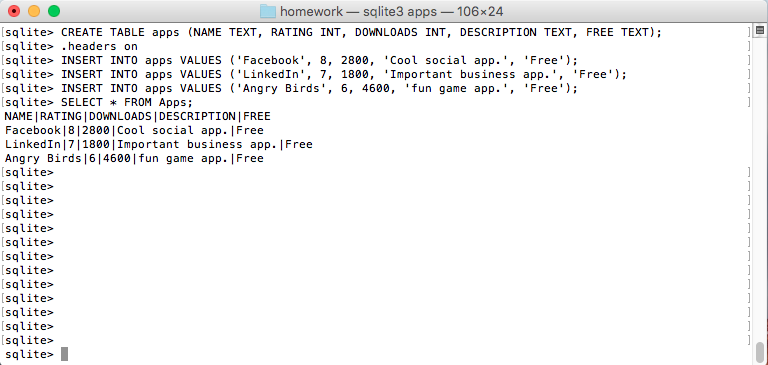 homework — sqlite3 apps — 106×24
[sqlite> CREATE TABLE apps (NAME TEXT, RATING INT, DOWNLOADS INT, DESCRIPTION TEXT, FREE TEXT); ]
[sqlite> .headers on ]
[sqlite> INSERT INTO apps VALUES ('Facebook', 8, 2800, 'Cool social app.', 'Free'); ]
[sqlite> INSERT INTO apps VALUES ('LinkedIn', 7, 1800, 'Important business app.', 'Free'); ]
[sqlite> INSERT INTO apps VALUES ('Angry Birds', 6, 4600, 'fun game app.', 'Free'); ]
[sqlite> SELECT * FROM Apps; ]
NAME|RATING|DOWNLOADS|DESCRIPTION|FREE
Facebook|8|2800|Cool social app.|Free
LinkedIn|7|1800|Important business app.|Free
Angry Birds|6|4600|fun game app.|Free
[sqlite> ]
[sqlite> ]
[sqlite> ]
[sqlite> ]
[sqlite> ]
[sqlite> ]
[sqlite> ]
[sqlite> ]
[sqlite> ]
[sqlite> ]
[sqlite> ]
[sqlite> ]
[sqlite> ]
sqlite>